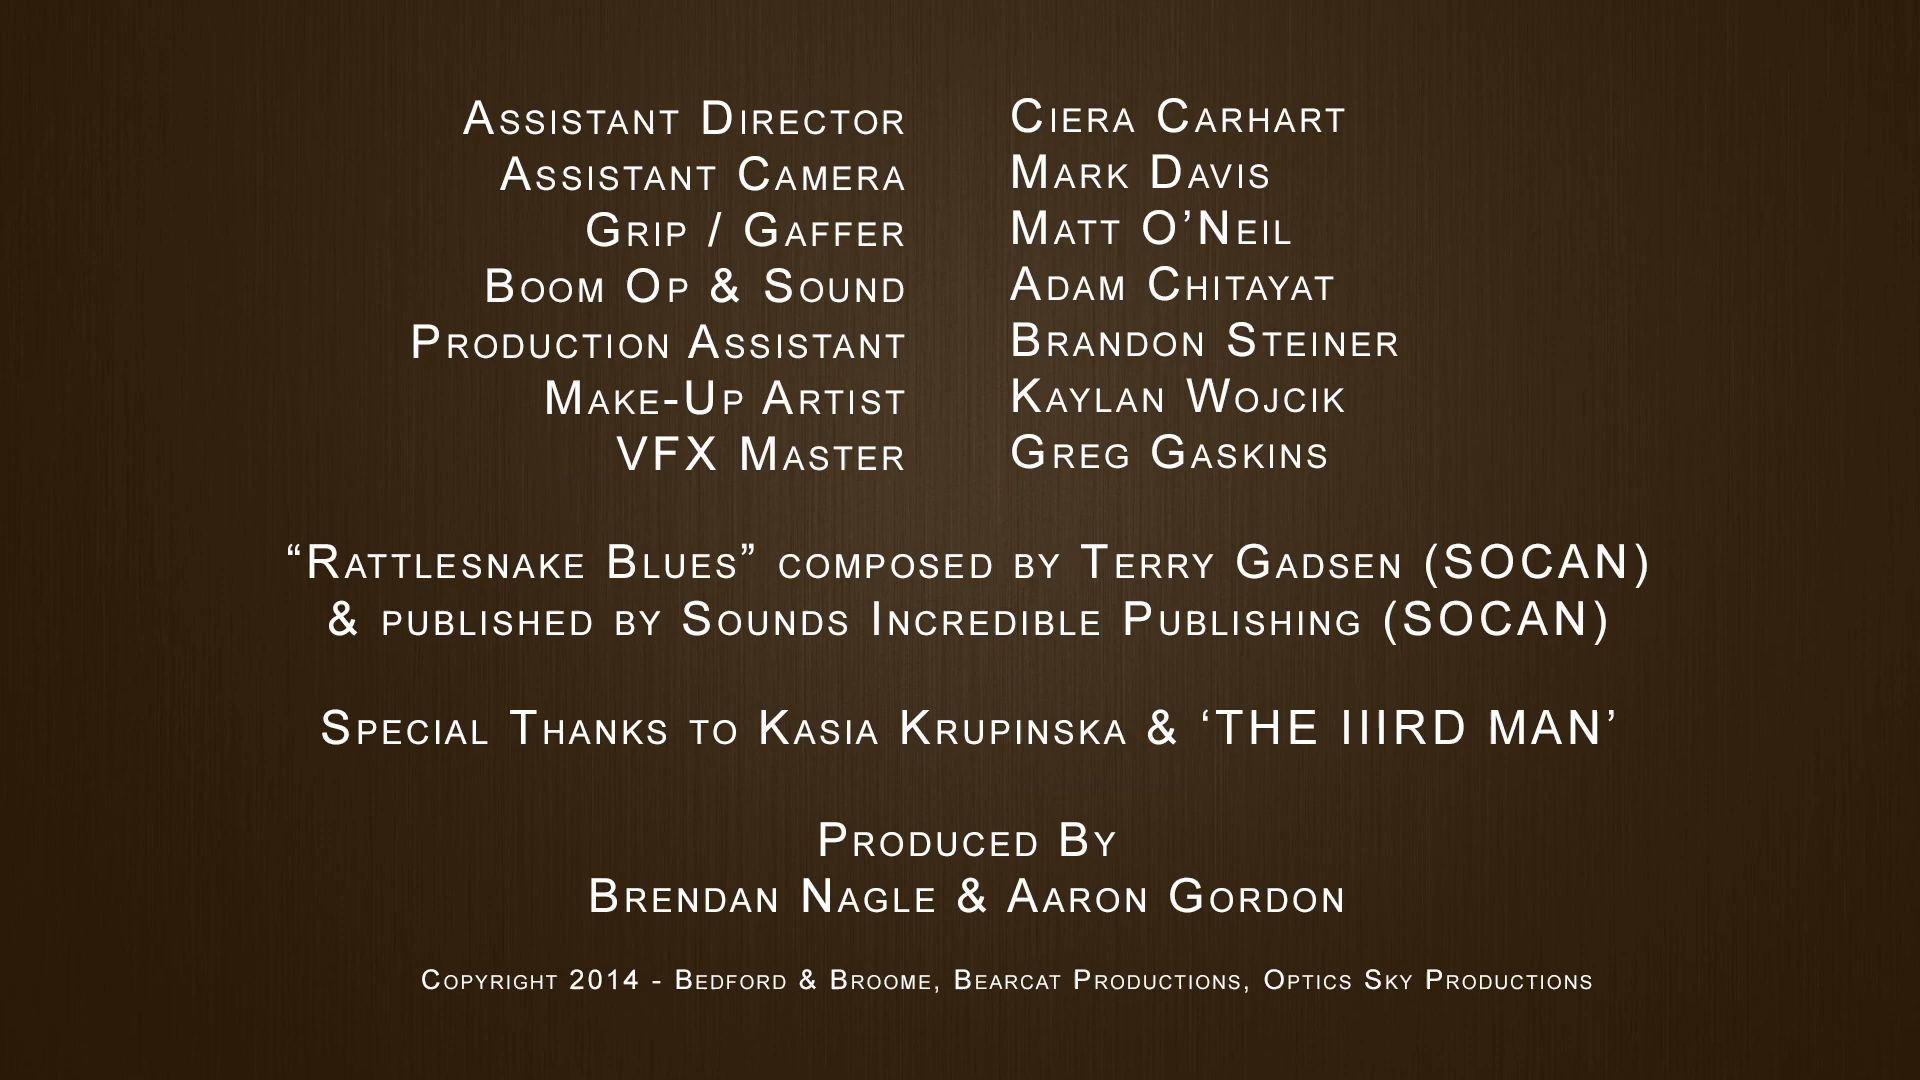 Assistant Director Ciera Carhart
Assistant Camera Mark Davis
Grip / Gaffer Matt O’Neil
Boom Op & Sound Adam Chitayat
Production Assistant Brandon Steiner
Make-Up Artist Kaylan Wojcik
VFX Master Greg Gaskins
“Rattlesnake Blues” composed by Terry Gadsen (SOCAN)
& published by Sounds Incredible Publishing (SOCAN)
Special Thanks to Kasia Krupinska & ‘THE IIIRD MAN’
Produced By
Brendan Nagle & Aaron Gordon
Copyright 2014 - Bedford & Broome, Bearcat Productions, Optics Sky Productions